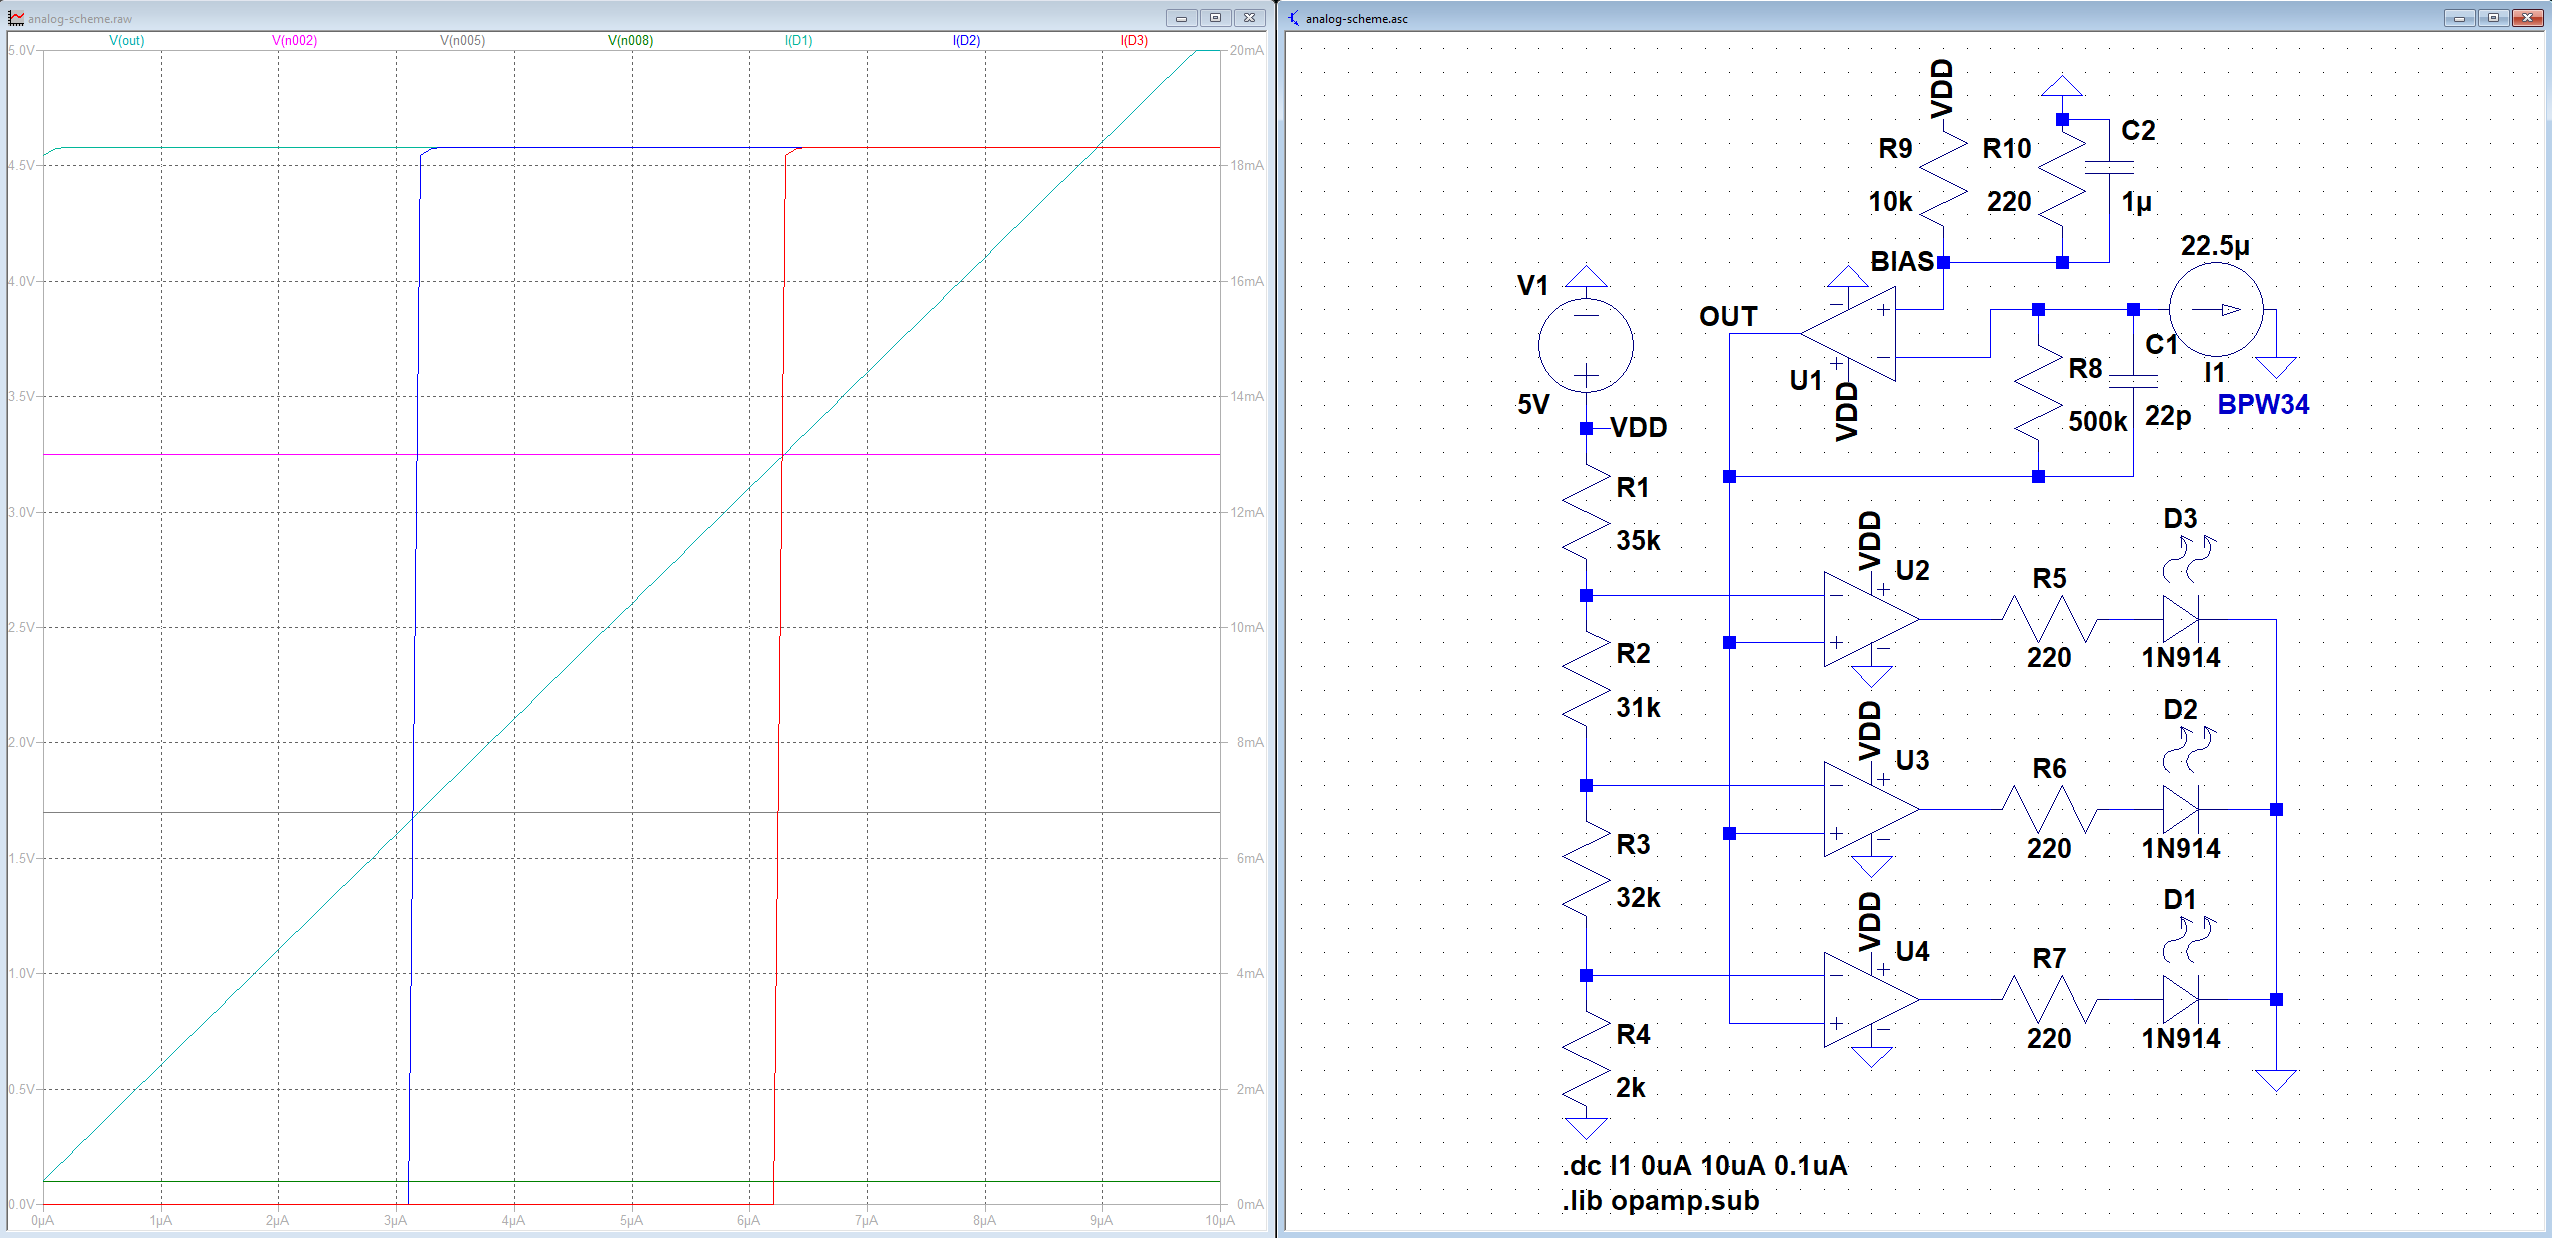 analog-scheme.raw
V(out) V(n002) V(n005) V(n008) I(D1) I(D2) I(D3)
5.0V 20mA
4.5V 18mA
4.0V 16mA
3.5V 14mA
3.0V 12mA
2.5V 10mA
2.0V 8mA
1.5V 6mA
1.0V 4mA
0.5V 2mA
0.0V 0mA
0µA 1µA 2µA 3µA 4µA 5µA 6µA 7µA 8µA 9µA 10µA
analog-scheme.asc
VDD
R9
10k
R10
220
C2
1µ
BIAS
22.5µ
I1
BPW34
C1
22p
R8
500k
OUT
U1
VDD
V1
5V
VDD
R1
35k
R2
31k
R3
32k
R4
2k
VDD
U2
R5
220
D3
1N914
VDD
U3
R6
220
D2
1N914
VDD
U4
R7
220
D1
1N914
.dc I1 0uA 10uA 0.1uA
.lib opamp.sub